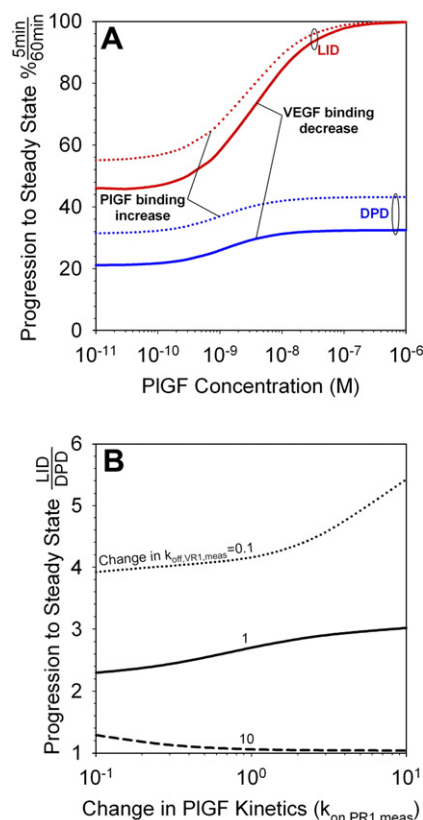 A
Progression to Steady State % 5min/60min
100
80
60
40
20
0
LID
VEGF binding
decrease
PlGF binding
increase
DPD
10-11 10-10 10-9 10-8 10-7 10-6
PlGF Concentration (M)
B
Progression to Steady State LID/DPD
6
5
4
3
2
1
Change in koff,VR1,meas=0.1
1
10
10-1 100 101
Change in PlGF Kinetics (kon,PR1,meas)